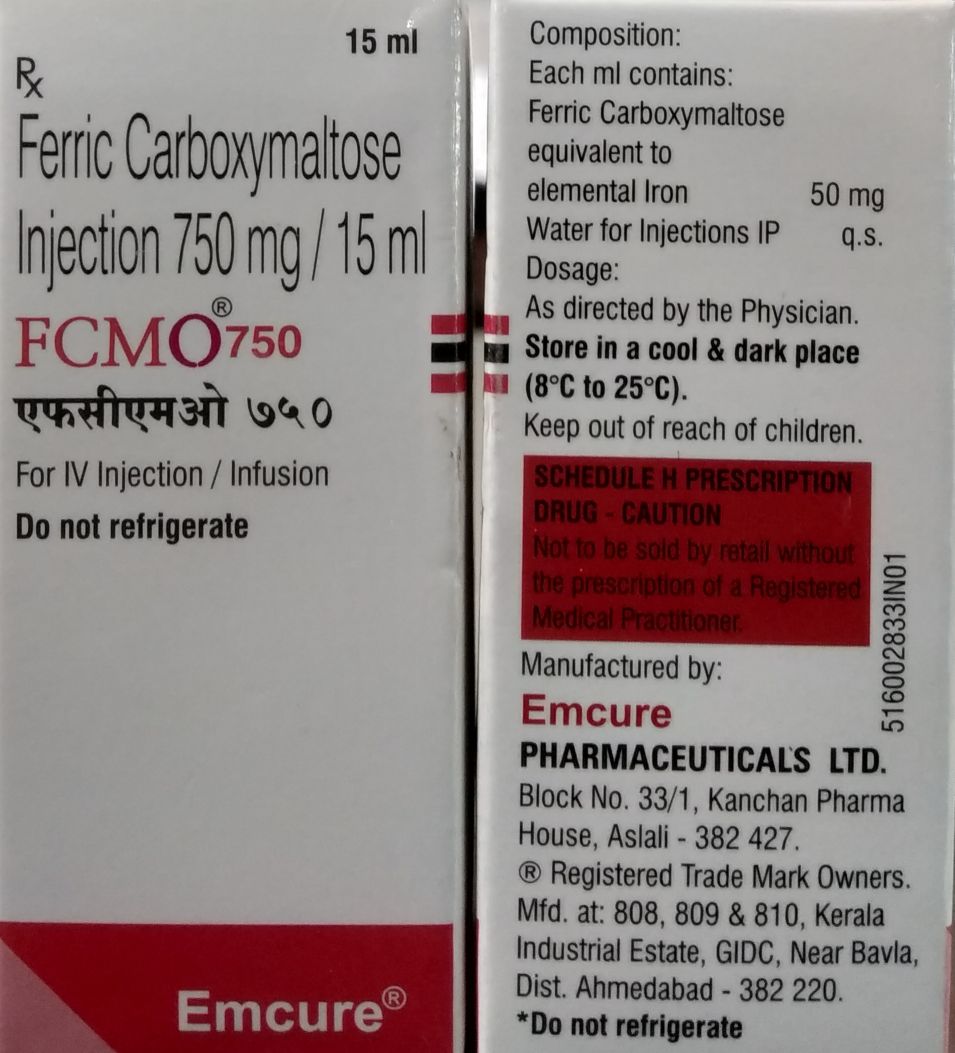 15 ml
Rx
Ferric Carboxymaltose
Injection 750 mg / 15 ml
FCMO®750
एफसीएमओ ७५०
For IV Injection / Infusion
Do not refrigerate
Emcure®
Composition:
Each ml contains:
Ferric Carboxymaltose
equivalent to
elemental Iron 50 mg
Water for Injections IP q.s.
Dosage:
As directed by the Physician.
Store in a cool & dark place
(8°C to 25°C).
Keep out of reach of children.
SCHEDULE H PRESCRIPTION
DRUG - CAUTION
Not to be sold by retail without
the prescription of a Registered
Medical Practitioner.
516002833IN01
Manufactured by:
Emcure
PHARMACEUTICALS LTD.
Block No. 33/1, Kanchan Pharma
House, Aslali - 382 427.
® Registered Trade Mark Owners.
Mfd. at: 808, 809 & 810, Kerala
Industrial Estate, GIDC, Near Bavla,
Dist. Ahmedabad - 382 220.
*Do not refrigerate